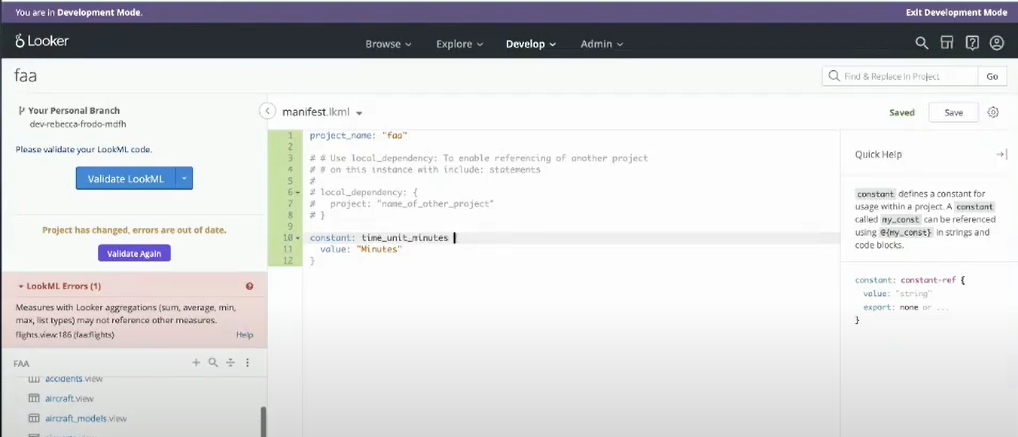 You are in Development Mode.
Exit Development Mode
Looker
Browse
Explore
Develop
Admin
faa
Find & Replace in Project
Go
Your Personal Branch
dev-rebecca-frodo-mdfh
Please validate your LookML code.
Validate LookML
Project has changed, errors are out of date.
Validate Again
LookML Errors (1)
Measures with Looker aggregations (sum, average, min,
max, list types) may not reference other measures.
flights.view:186 (faa:flights)
Help
FAA
accidents.view
aircraft.view
aircraft_models.view
manifest.lkml
Saved
Save
1 project_name: "faa"
2
3 # # Use local_dependency: To enable referencing of another project
4 # # on this instance with include: statements
5 #
6 # local_dependency: {
7 #   project: "name_of_other_project"
8 # }
9
10 constant: time_unit_minutes
11   value: "Minutes"
12 }
Quick Help
constant defines a constant for
usage within a project. A constant
called my_const can be referenced
using @{my_const} in strings and
code blocks.
constant: constant-ref {
  value: "string"
  export: none or ...
}